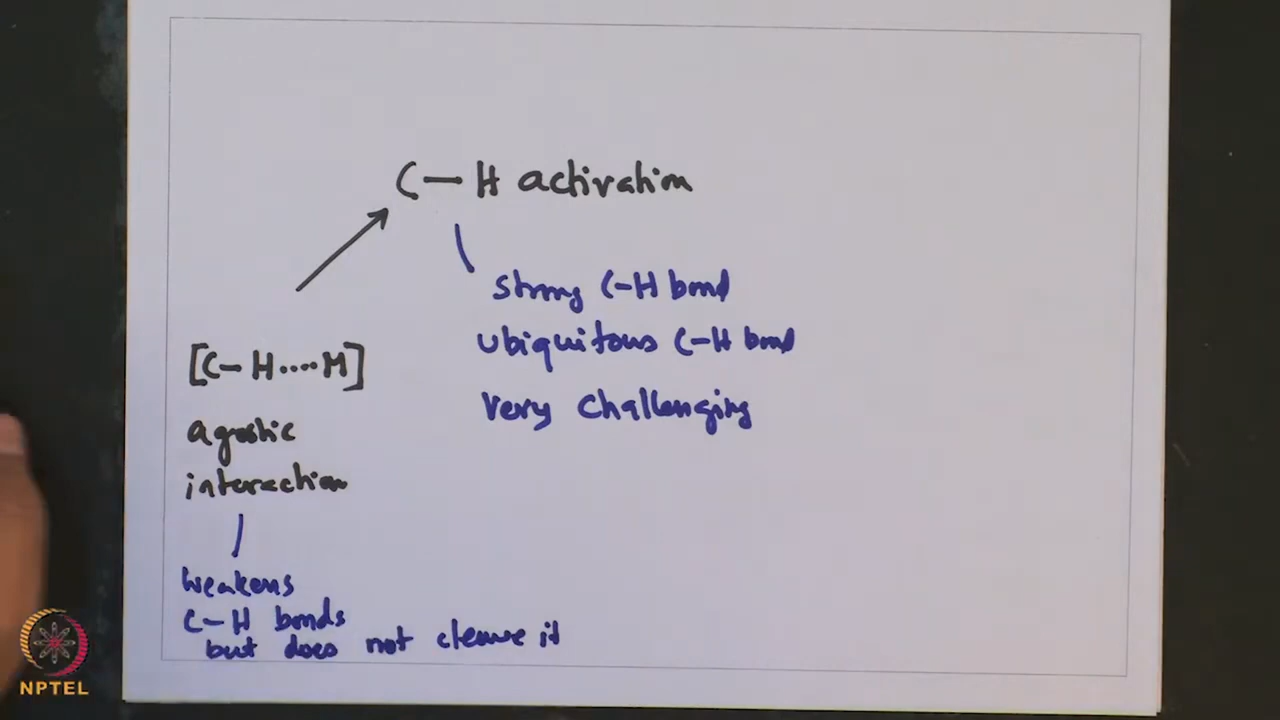 C—H activation
strong C-H bond
ubiquitous C-H bond
[C-H....M]
very challenging
agostic
interaction
weakens
C-H bonds
but does not cleave it
NPTEL